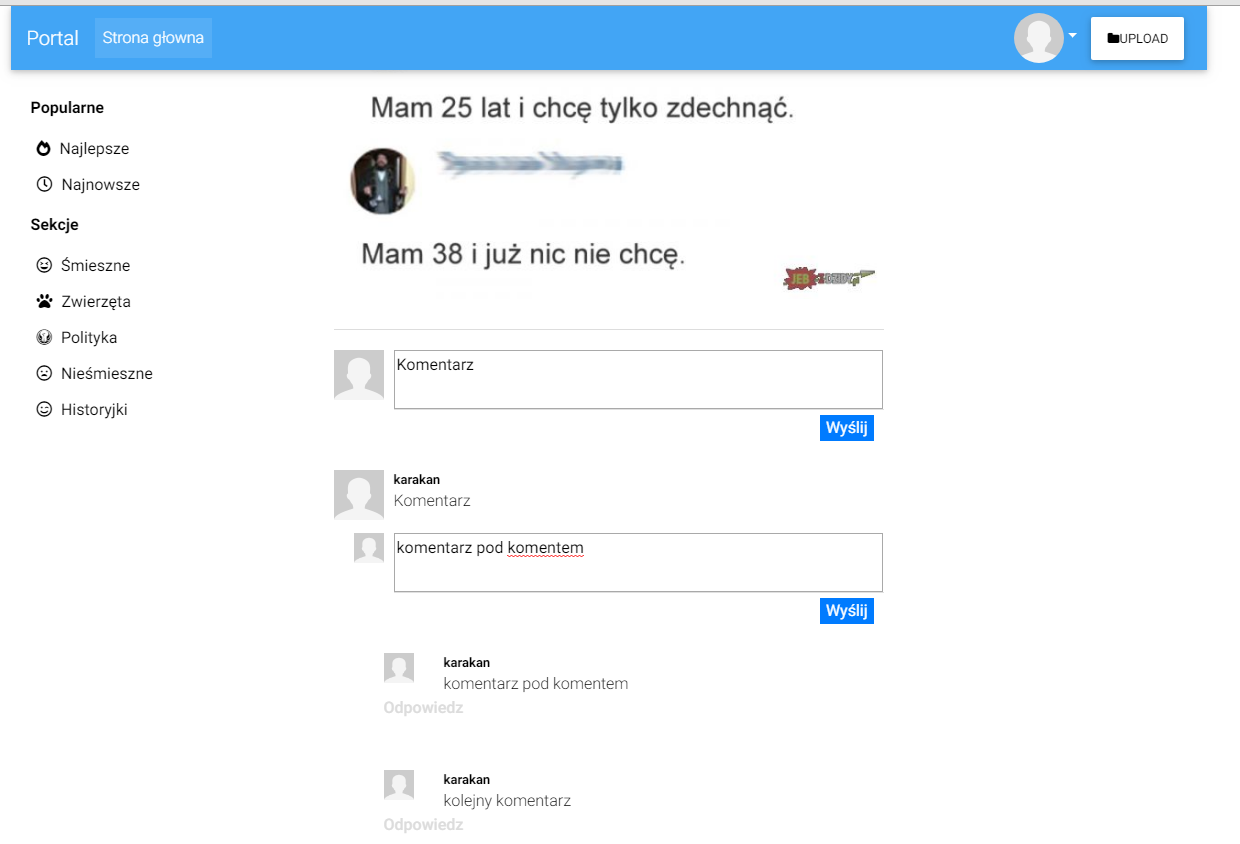 Portal
Strona głowna
UPLOAD
Popularne
Najlepsze
Najnowsze
Sekcje
Śmieszne
Zwierzęta
Polityka
Nieśmieszne
Historyjki
Mam 25 lat i chcę tylko zdechnąć.
Mam 38 i już nic nie chcę.
JEB Z DZIDY
Komentarz
Wyślij
karakan
Komentarz
komentarz pod komentem
Wyślij
karakan
komentarz pod komentem
Odpowiedz
karakan
kolejny komentarz
Odpowiedz